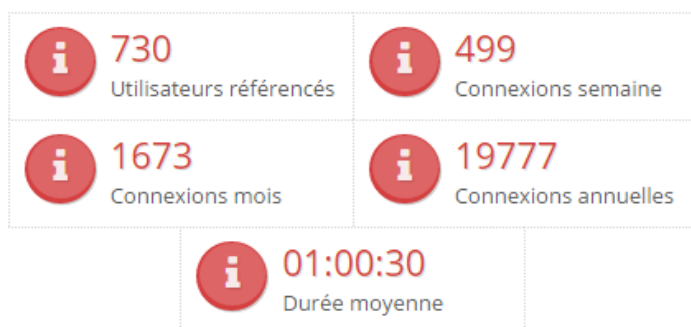 730
Utilisateurs référencés
499
Connexions semaine
1673
Connexions mois
19777
Connexions annuelles
01:00:30
Durée moyenne